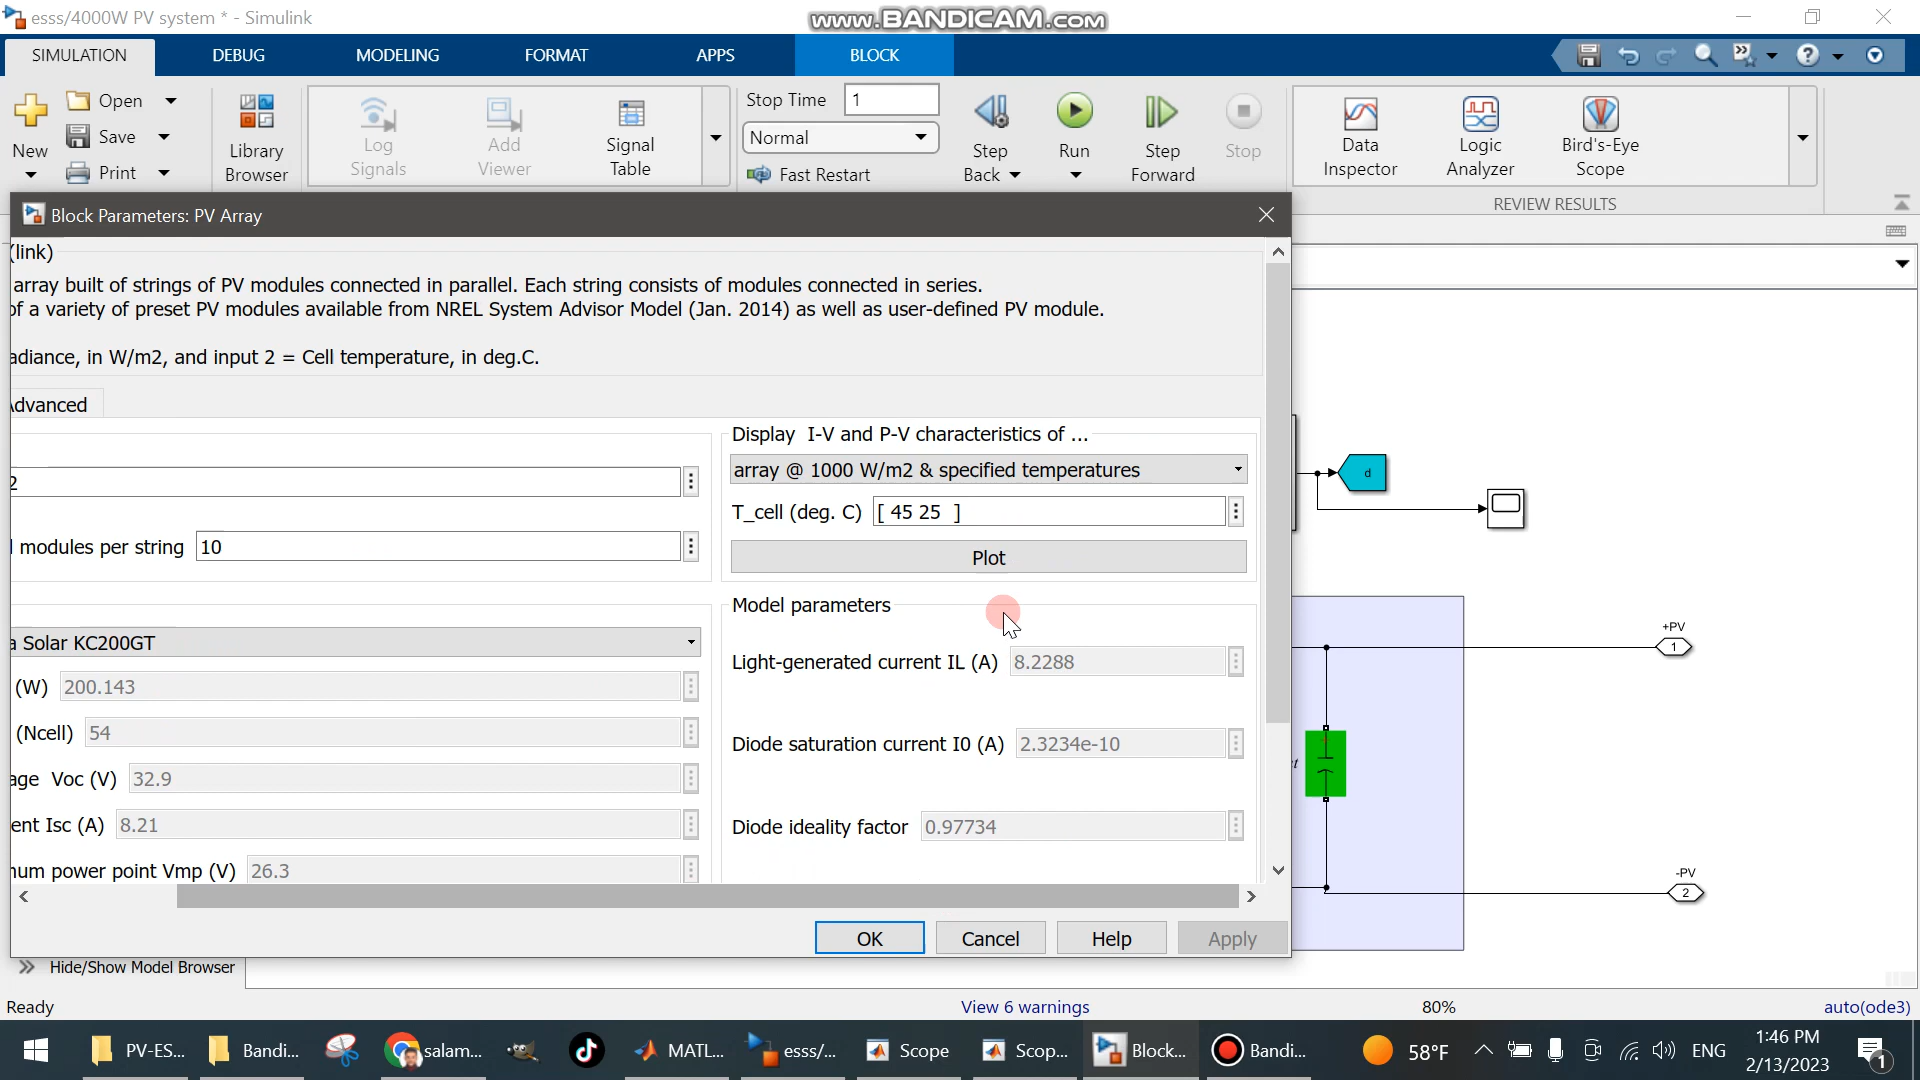 esss/4000W PV system * - Simulink
www.BANDICAM.com
SIMULATION
DEBUG
MODELING
FORMAT
APPS
BLOCK
New
Open
Save
Print
Library
Browser
Log
Signals
Add
Viewer
Signal
Table
Stop Time 1
Normal
Fast Restart
Step
Back
Run
Step
Forward
Stop
Data
Inspector
Logic
Analyzer
Bird's-Eye
Scope
REVIEW RESULTS
Block Parameters: PV Array
(link)
array built of strings of PV modules connected in parallel. Each string consists of modules connected in series.
of a variety of preset PV modules available from NREL System Advisor Model (Jan. 2014) as well as user-defined PV module.
adiance, in W/m2, and input 2 = Cell temperature, in deg.C.
Advanced
2
modules per string 10
Display I-V and P-V characteristics of ...
array @ 1000 W/m2 & specified temperatures
T_cell (deg. C) [ 45 25 ]
Plot
a Solar KC200GT
(W) 200.143
(Ncell) 54
age Voc (V) 32.9
ent Isc (A) 8.21
num power point Vmp (V) 26.3
Model parameters
Light-generated current IL (A) 8.2288
Diode saturation current I0 (A) 2.3234e-10
Diode ideality factor 0.97734
OK
Cancel
Help
Apply
d
+PV
1
-PV
2
Hide/Show Model Browser
Ready
View 6 warnings
80%
auto(ode3)
PV-ES...
Bandi...
salam...
MATL...
esss/...
Scope
Scop...
Block...
Bandi...
58°F
ENG
1:46 PM
2/13/2023
1